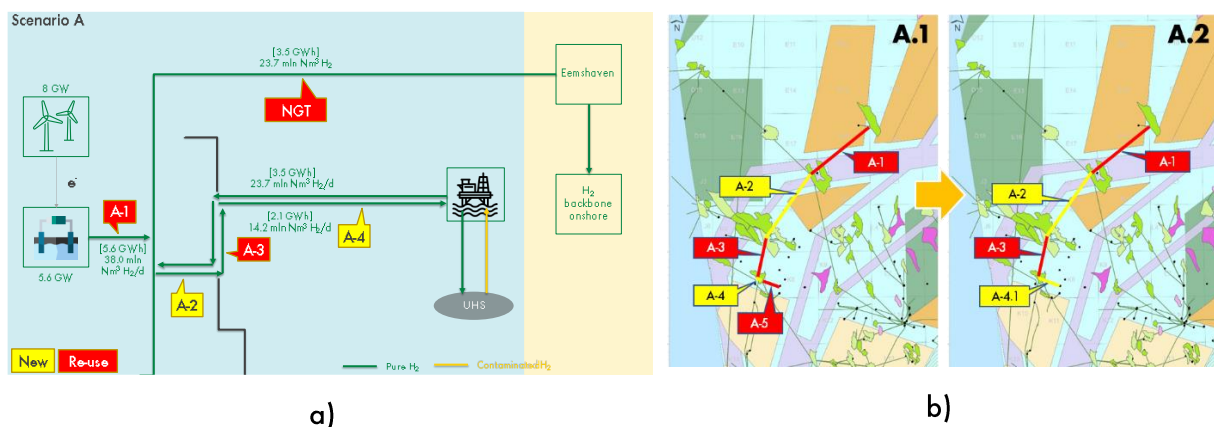 Scenario A
[3.5 GWh]
23.7 mln Nm³ H₂
NGT
Eemshaven
8 GW
e⁻
A-1
[5.6 GWh]
38.0 mln
Nm³ H₂/d
5.6 GW
[3.5 GWh]
23.7 mln Nm³ H₂/d
[2.1 GWh]
14.2 mln Nm³ H₂/d
A-4
A-3
A-2
H₂
backbone
onshore
UHS
New
Re-use
Pure H₂
Contaminated H₂
a)
A.1
N
A-1
A-2
A-3
A-4
A-5
A.2
N
A-1
A-2
A-3
A-4.1
b)